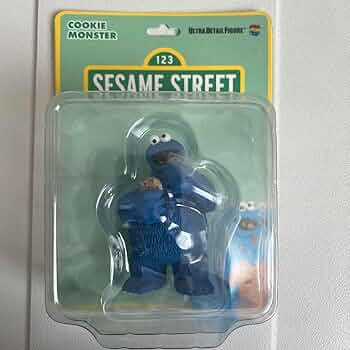 COOKIE
MONSTER
ULTRA DETAIL FIGURE
123
SESAME STREET